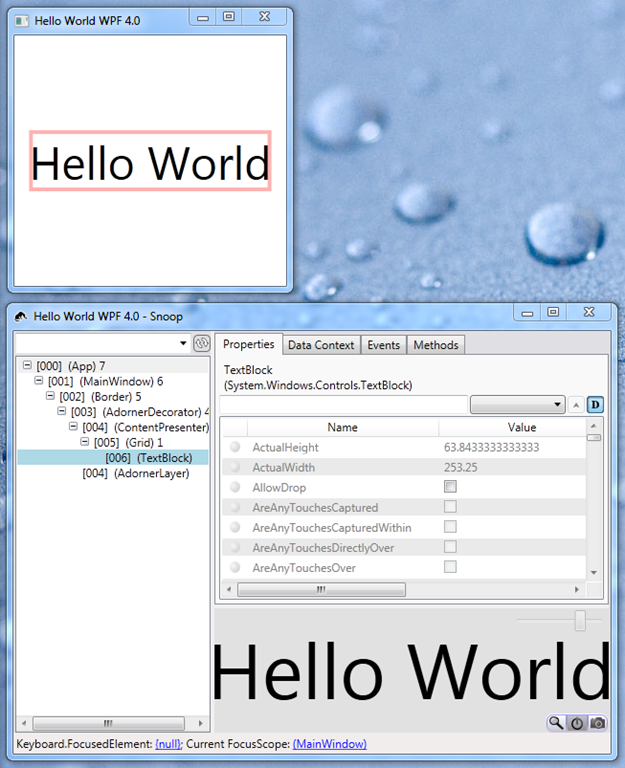 Hello World WPF 4.0
Hello World
Hello World WPF 4.0 - Snoop
[000] (App) 7
[001] (MainWindow) 6
[002] (Border) 5
[003] (AdornerDecorator) 4
[004] (ContentPresenter)
[005] (Grid) 1
[006] (TextBlock)
[004] (AdornerLayer)
Properties Data Context Events Methods
TextBlock
(System.Windows.Controls.TextBlock)
D
Name Value
ActualHeight 63.8433333333333
ActualWidth 253.25
AllowDrop
AreAnyTouchesCaptured
AreAnyTouchesCapturedWithin
AreAnyTouchesDirectlyOver
AreAnyTouchesOver
Hello World
Keyboard.FocusedElement: (null); Current FocusScope: (MainWindow)